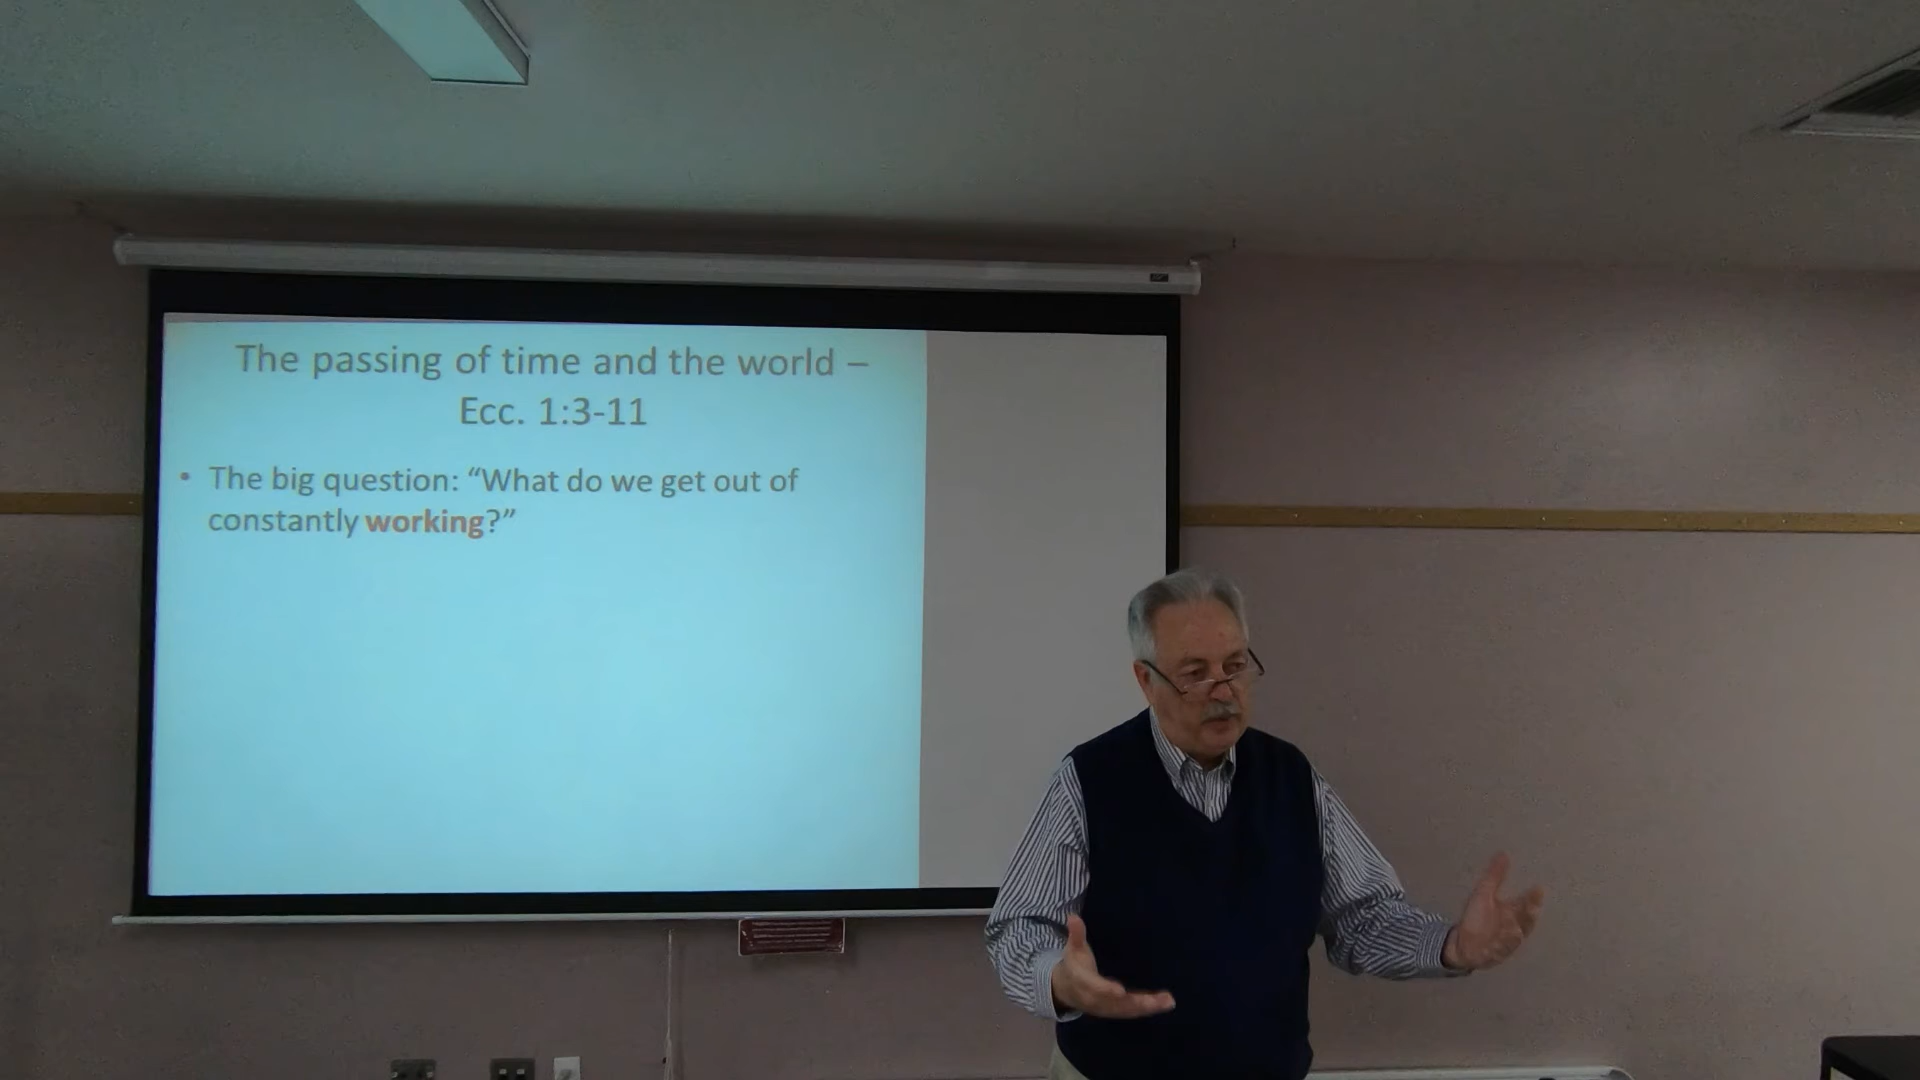 The passing of time and the world –
Ecc. 1:3-11
• The big question: “What do we get out of
constantly working?”